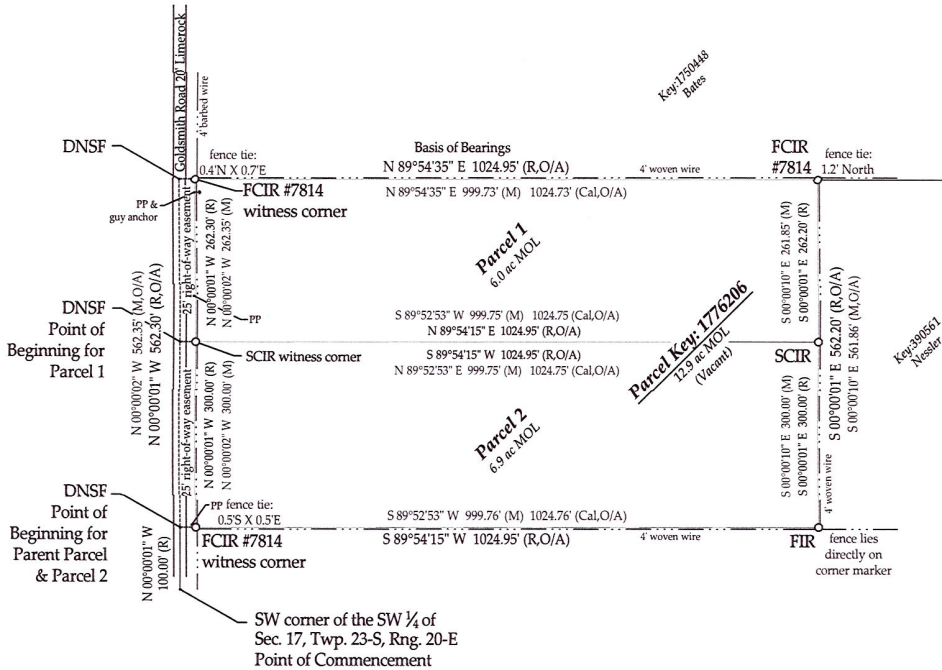 Goldsmith Road 20' Limerock
4' barbed wire
Key:1750448
Bates
DNSF
fence tie:
0.4'N X 0.7'E
Basis of Bearings
N 89°54'35" E 1024.95' (R,O/A)
4' woven wire
FCIR
#7814
fence tie:
1.2' North
FCIR #7814
witness corner
N 89°54'35" E 999.73' (M) 1024.73' (Cal,O/A)
PP &
guy anchor
25' right-of-way easement
N 00°00'01" W 262.30' (R)
N 00°00'02" W 262.35' (M)
PP
Parcel 1
6.0 ac MOL
S 00°00'10" E 261.85' (M)
S 00°00'01" E 262.20' (R)
DNSF
Point of
Beginning for
Parcel 1
N 00°00'02" W 562.35' (M,O/A)
N 00°00'01" W 562.30' (R,O/A)
S 89°52'53" W 999.75' (M) 1024.75 (Cal,O/A)
N 89°54'15" E 1024.95' (R,O/A)
SCIR witness corner
S 89°54'15" W 1024.95' (R,O/A)
N 89°52'53" E 999.75' (M) 1024.75' (Cal,O/A)
Parcel Key: 1776206
12.9 ac MOL
(Vacant)
SCIR
S 00°00'01" E 562.20' (R,O/A)
S 00°00'10" E 561.86' (M,O/A)
Key:390561
Nessler
25' right-of-way easement
N 00°00'01" W 300.00' (R)
N 00°00'02" W 300.00' (M)
Parcel 2
6.9 ac MOL
S 00°00'10" E 300.00' (M)
S 00°00'01" E 300.00' (R)
4' woven wire
DNSF
Point of
Beginning for
Parent Parcel
& Parcel 2
N 00°00'01" W
100.00' (R)
PP
fence tie:
0.5'S X 0.5'E
FCIR #7814
witness corner
S 89°52'53" W 999.76' (M) 1024.76' (Cal,O/A)
S 89°54'15" W 1024.95' (R,O/A)
4' woven wire
FIR
fence lies
directly on
corner marker
SW corner of the SW ¼ of
Sec. 17, Twp. 23-S, Rng. 20-E
Point of Commencement